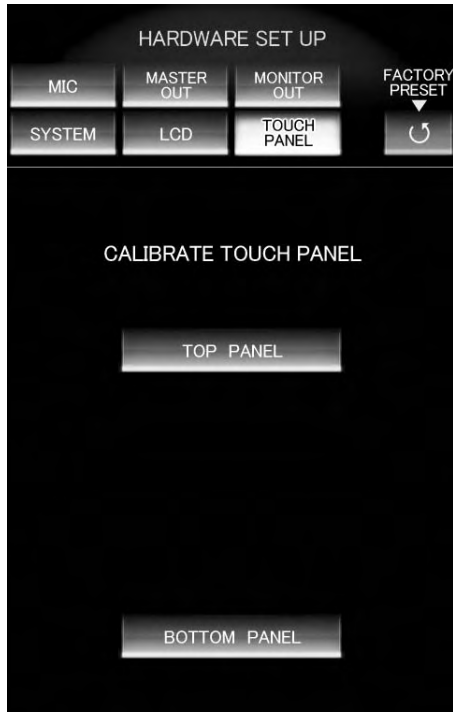 HARDWARE SET UP
MIC
MASTER
OUT
MONITOR
OUT
FACTORY
PRESET
SYSTEM
LCD
TOUCH
PANEL
CALIBRATE TOUCH PANEL
TOP PANEL
BOTTOM PANEL